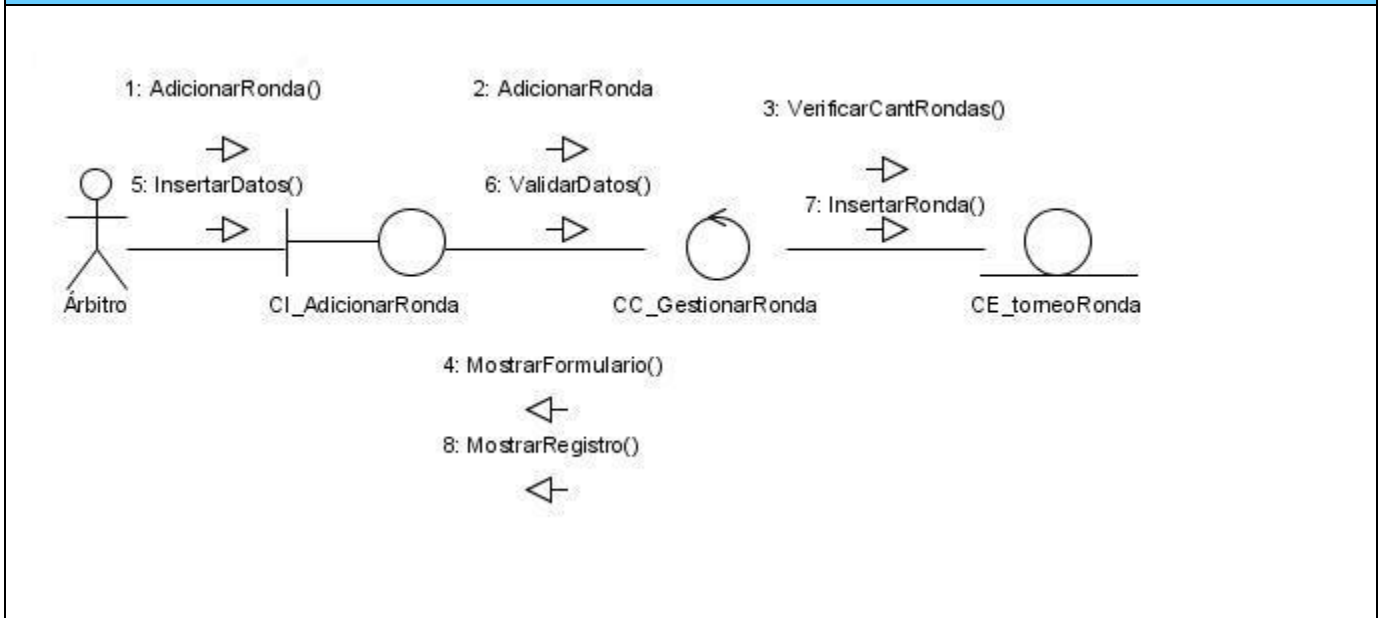 1: AdicionarRonda()
2: AdicionarRonda
3: VerificarCantRondas()
5: InsertarDatos()
6: ValidarDatos()
7: InsertarRonda()
Árbitro
CI_AdicionarRonda
CC_GestionarRonda
CE_torneoRonda
4: MostrarFormulario()
8: MostrarRegistro()